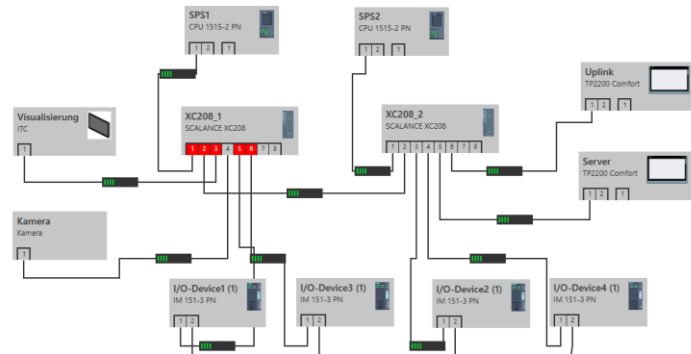 SPS1
CPU 1515-2 PN
1 2 1
SPS2
CPU 1515-2 PN
1 2 1
Uplink
TP2200 Comfort
1 2 1
Visualisierung
ITC
1
XC208_1
SCALANCE XC208
1 2 3 4 5 6 7 8
XC208_2
SCALANCE XC208
1 2 3 4 5 6 7 8
Server
TP2200 Comfort
1 2 1
Kamera
Kamera
1
I/O-Device1 (1)
IM 151-3 PN
1 2
I/O-Device3 (1)
IM 151-3 PN
1 2
I/O-Device2 (1)
IM 151-3 PN
1 2
I/O-Device4 (1)
IM 151-3 PN
1 2